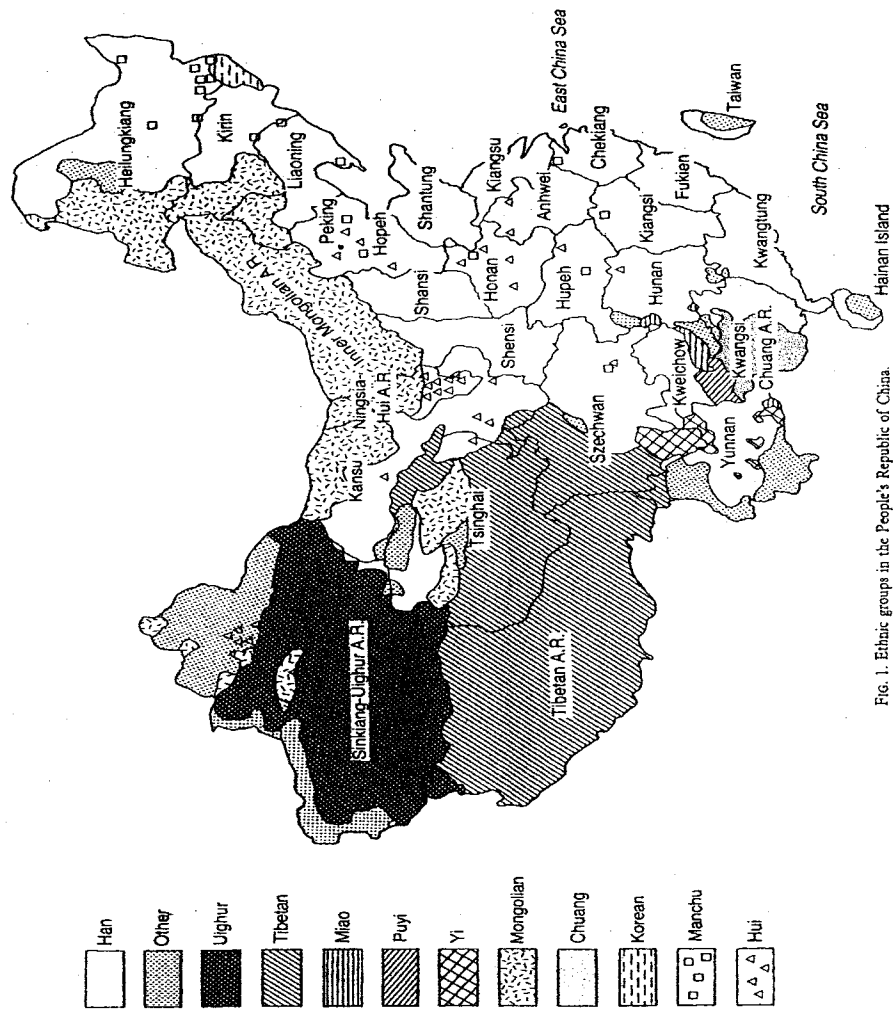 Han
Other
Uighur
Tibetan
Miao
Puyi
Yi
Mongolian
Chuang
Korean
Manchu
Hui
Heilungkiang
Kirin
Liaoning
Inner Mongolian A.R.
Peking
Hopeh
Shantung
Shansi
Ningsia-
Hui A.R.
Kansu
Shensi
Honan
Kiangsu
Anhwei
East China Sea
Chekiang
Sinkiang-Uighur A.R.
Tsinghai
Tibetan A.R.
Szechwan
Hupeh
Hunan
Kiangsi
Fukien
Taiwan
Kweichow
Yunnan
Kwangsi
Chuang A.R.
Kwangtung
South China Sea
Hainan Island
FIG. 1. Ethnic groups in the People's Republic of China.